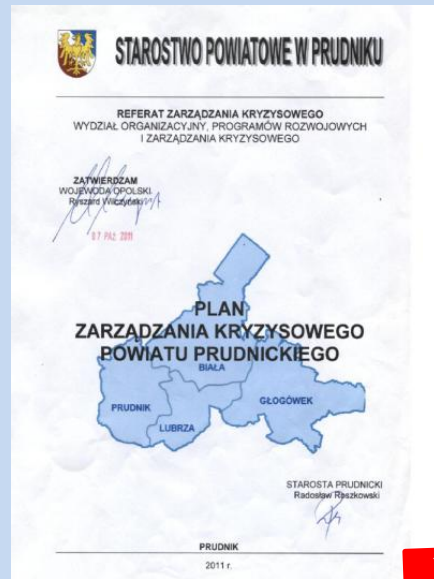 STAROSTWO POWIATOWE W PRUDNIKU
REFERAT ZARZĄDZANIA KRYZYSOWEGO
WYDZIAŁ ORGANIZACYJNY, PROGRAMÓW ROZWOJOWYCH
I ZARZĄDZANIA KRYZYSOWEGO
ZATWIERDZAM
WOJEWODA OPOLSKI
Ryszard Wilczyński
07 PAŹ 2011
PLAN
ZARZĄDZANIA KRYZYSOWEGO
POWIATU PRUDNICKIEGO
BIAŁA
PRUDNIK
GŁOGÓWEK
LUBRZA
STAROSTA PRUDNICKI
Radosław Roszkowski
PRUDNIK
2011 r.